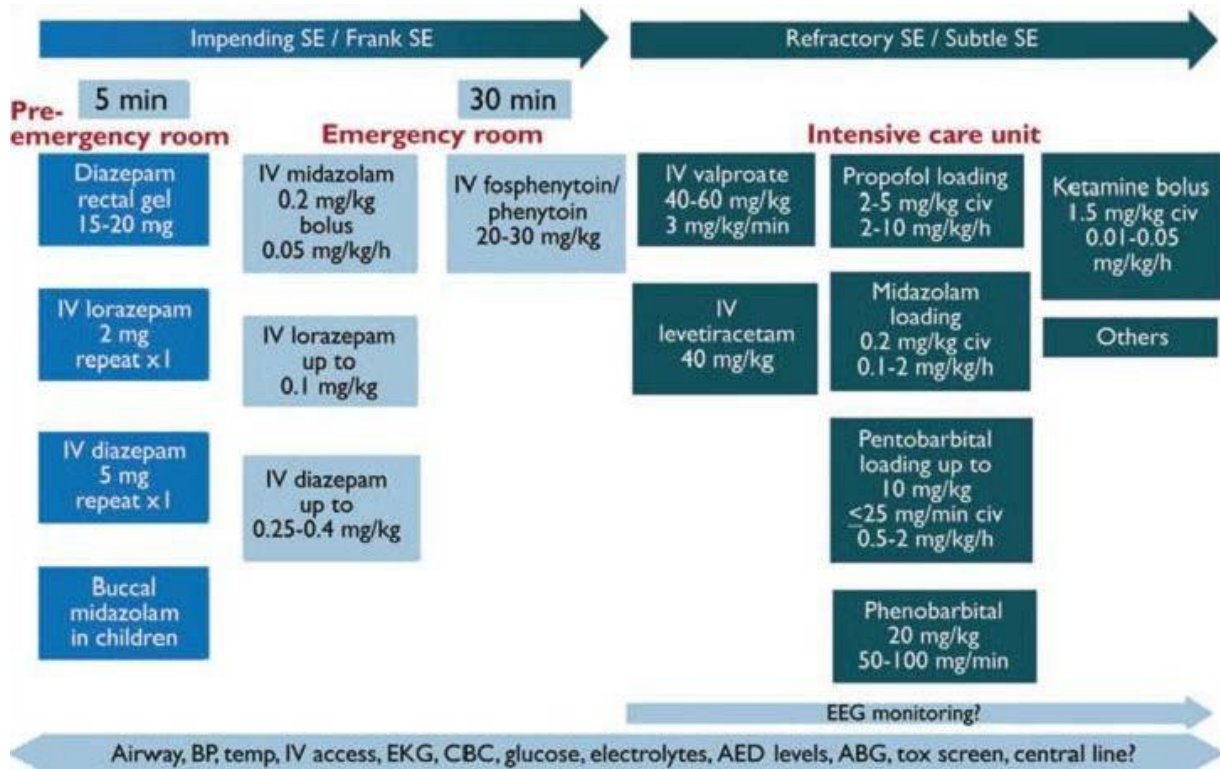 Impending SE / Frank SE
Refractory SE / Subtle SE
5 min
30 min
Pre-
emergency room
Emergency room
Intensive care unit
Diazepam
rectal gel
15-20 mg
IV lorazepam
2 mg
repeat x1
IV diazepam
5 mg
repeat x1
Buccal
midazolam
in children
IV midazolam
0.2 mg/kg
bolus
0.05 mg/kg/h
IV lorazepam
up to
0.1 mg/kg
IV diazepam
up to
0.25-0.4 mg/kg
IV fosphenytoin/
phenytoin
20-30 mg/kg
IV valproate
40-60 mg/kg
3 mg/kg/min
IV
levetiracetam
40 mg/kg
Propofol loading
2-5 mg/kg civ
2-10 mg/kg/h
Midazolam
loading
0.2 mg/kg civ
0.1-2 mg/kg/h
Pentobarbital
loading up to
10 mg/kg
≤25 mg/min civ
0.5-2 mg/kg/h
Phenobarbital
20 mg/kg
50-100 mg/min
Ketamine bolus
1.5 mg/kg civ
0.01-0.05
mg/kg/h
Others
EEG monitoring?
Airway, BP, temp, IV access, EKG, CBC, glucose, electrolytes, AED levels, ABG, tox screen, central line?